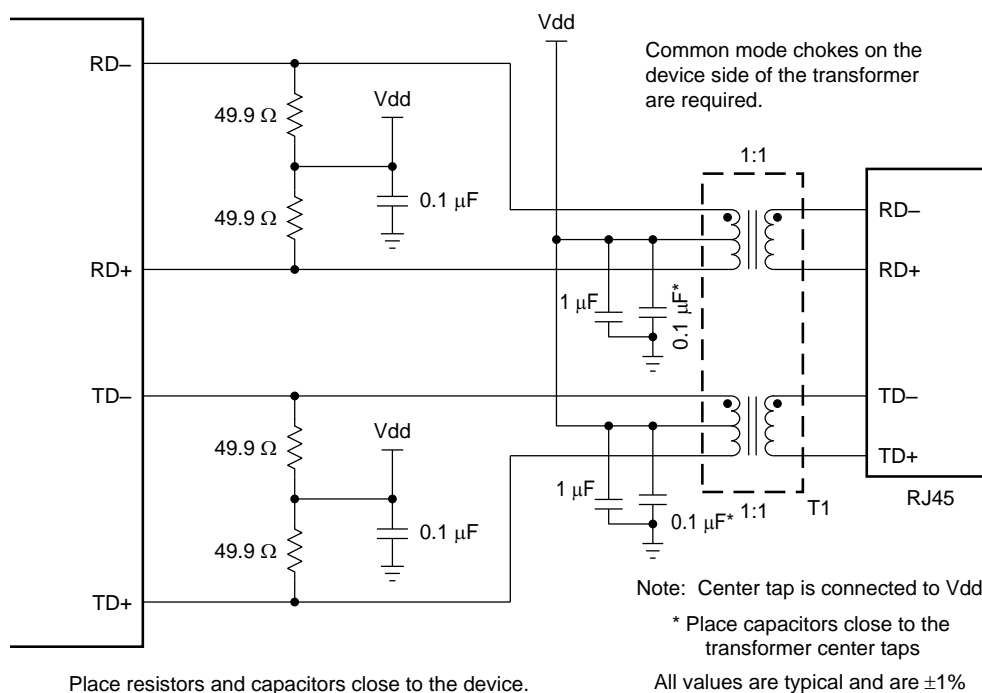 Vdd
Common mode chokes on the
device side of the transformer
are required.
RD–
49.9 Ω
Vdd
0.1 μF
49.9 Ω
RD+
1:1
RD–
RD+
1 μF
0.1 μF*
TD–
49.9 Ω
Vdd
0.1 μF
49.9 Ω
TD+
TD–
TD+
1 μF
0.1 μF*
1:1
T1
RJ45
Note: Center tap is connected to Vdd
* Place capacitors close to the
transformer center taps
Place resistors and capacitors close to the device.
All values are typical and are ±1%